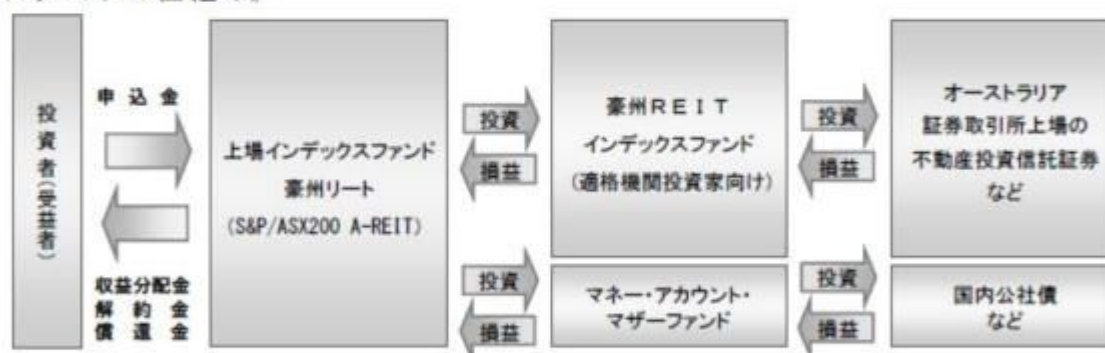 投資者(受益者)
申込金
収益分配金
解約金
償還金
上場インデックスファンド
豪州リート
(S&P/ASX200 A-REIT)
投資
損益
投資
損益
豪州REIT
インデックスファンド
(適格機関投資家向け)
マネー・アカウント・
マザーファンド
投資
損益
投資
損益
オーストラリア
証券取引所上場の
不動産投資信託証券
など
国内公社債
など